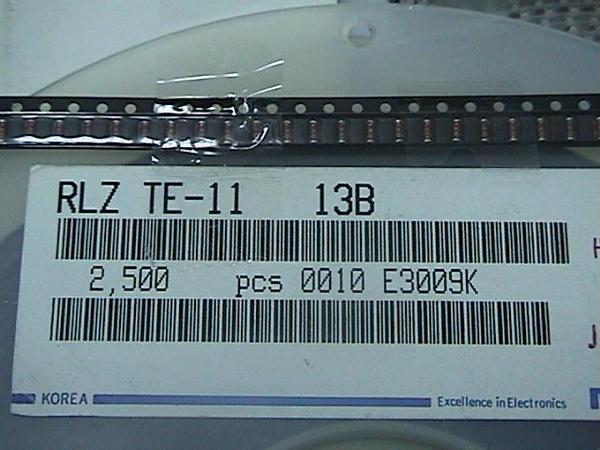 RLZ TE-11 13B
2,500 pcs 0010 E3009K
KOREA Excellence in Electronics